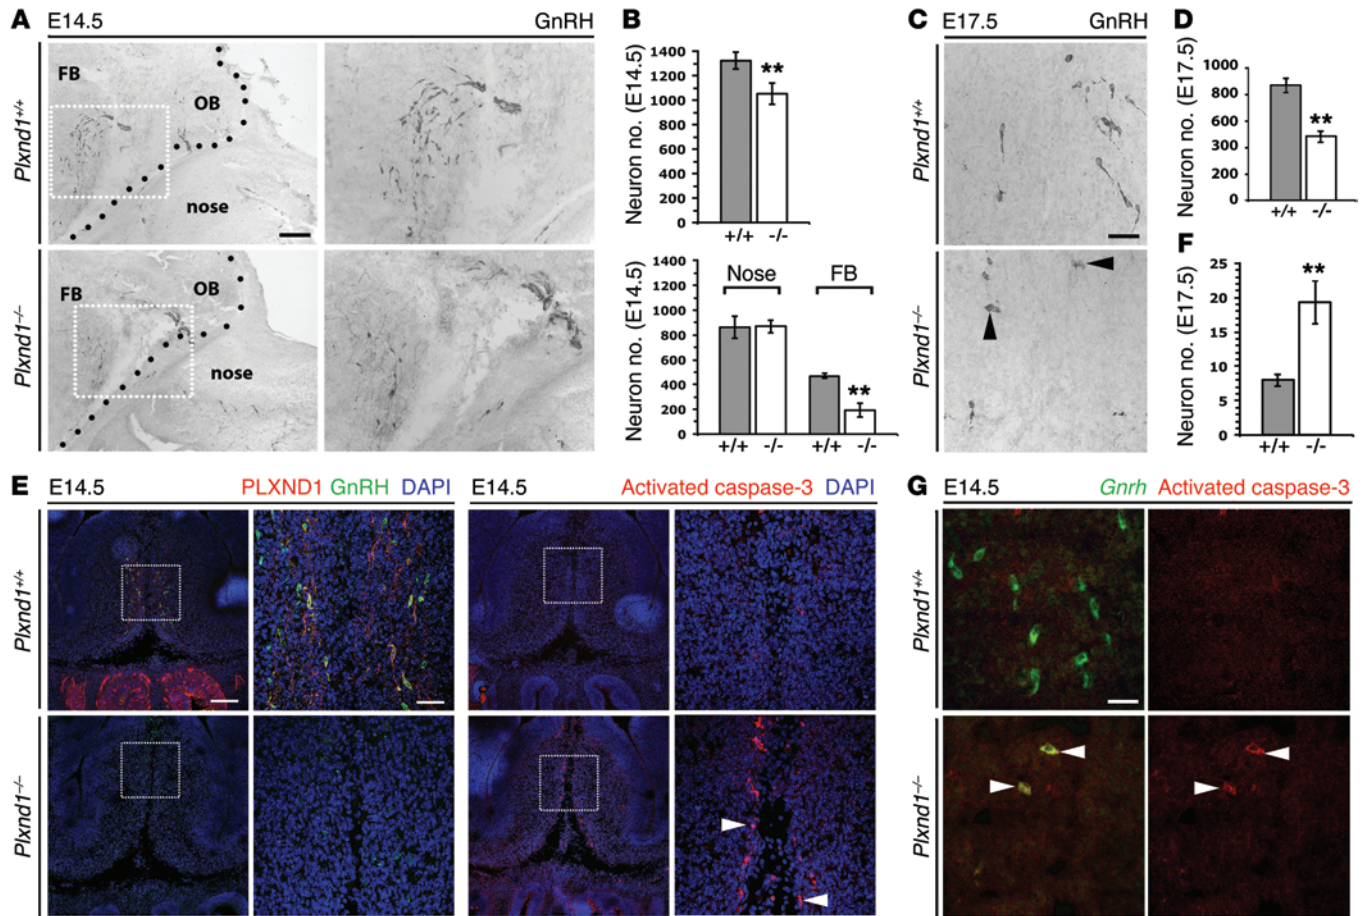 A E14.5 GnRH
Plxnd1+/+
FB
OB
nose
Plxnd1–/–
FB
OB
nose
B
Neuron no. (E14.5)
1400
1200
1000
800
600
400
200
0
**
+/+ -/-
Neuron no. (E14.5)
1400
1200
1000
800
600
400
200
0
Nose FB
**
+/+ -/- +/+ -/-
C E17.5 GnRH
Plxnd1+/+
Plxnd1–/–
D
Neuron no. (E17.5)
1000
800
600
300
200
0
**
+/+ -/-
F
Neuron no. (E17.5)
25
20
15
10
5
0
**
+/+ -/-
E E14.5 PLXND1 GnRH DAPI
E14.5 Activated caspase-3 DAPI
Plxnd1+/+
Plxnd1–/–
G E14.5 Gnrh Activated caspase-3
Plxnd1+/+
Plxnd1–/–